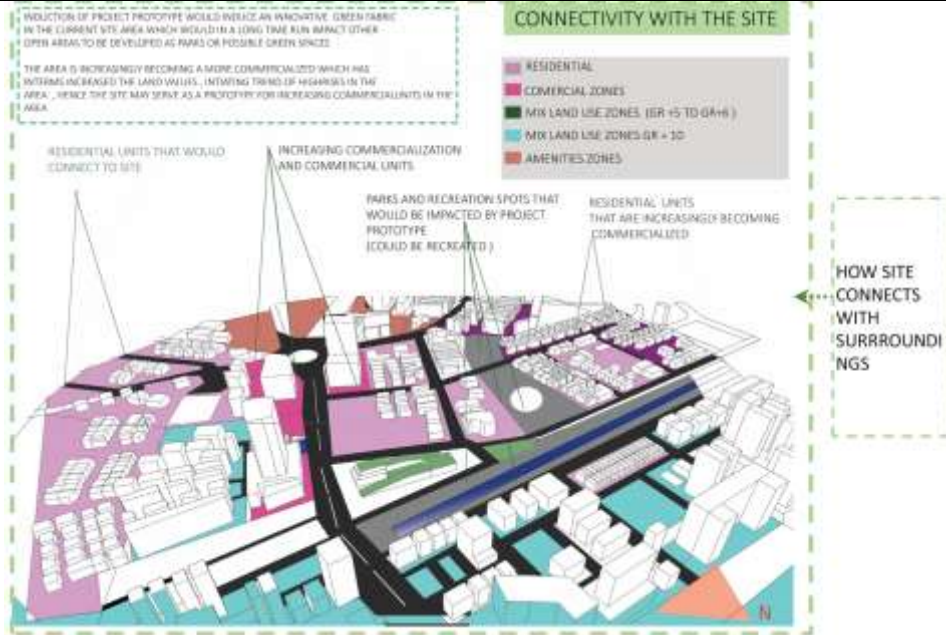 INDUCTION OF PROJECT PROTOTYPE WOULD INDUCE AN INNOVATIVE GREEN FABRIC
IN THE CURRENT SITE AREA WHICH WOULD IN A LONG TIME RUN IMPACT OTHER
OPEN AREAS TO BE DEVELOPED AS PARKS OR POSSIBLE GREEN SPACES
THE AREA IS INCREASINGLY BECOMING A MORE COMMERCIALIZED WHICH HAS
INTERMS INCREASED THE LAND VALUES , INTIATING TREND OF HIGHRISES IN THE
AREA , HENCE THE SITE MAY SERVE AS A PROTOTYPE FOR INCREASING COMMERCIALUNITS IN THE
AREA
CONNECTIVITY WITH THE SITE
RESIDENTIAL
COMERCIAL ZONES
MIX LAND USE ZONES (GR +5 TO GR+6 )
MIX LAND USE ZONES GR + 10
AMENITIES ZONES
RESIDENTIAL UNITS THAT WOULD
CONNECT TO SITE
INCREASING COMMERCIALIZATION
AND COMMERCIAL UNITS
PARKS AND RECREATION SPOTS THAT
WOULD BE IMPACTED BY PROJECT
PROTOTYPE
(COULD BE RECREATED )
RESIDENTIAL UNITS
THAT ARE INCREASINGLY BECOMING
COMMERCIALIZED
HOW SITE
CONNECTS
WITH
SURRROUNDI
NGS
N